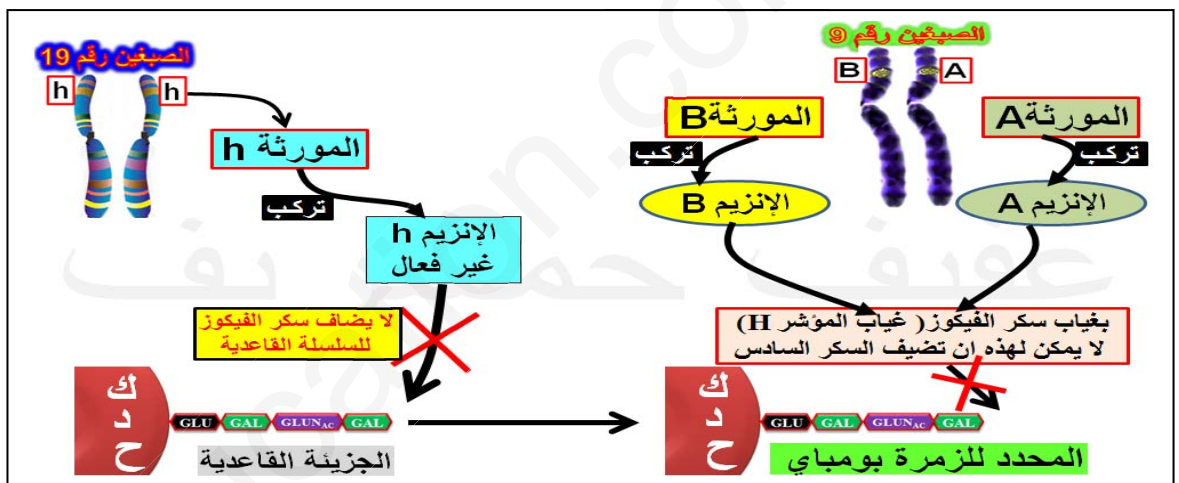 الصبغين رقم 9
B
A
المورثة A
تركب
الإنزيم A
المورثة B
تركب
الإنزيم B
بغياب سكر الفيكوز( غياب المؤشر H)
لا يمكن لهذه ان تضيف السكر السادس
الصبغين رقم 19
h
h
المورثة h
تركب
الإنزيم h
غير فعال
لا يضاف سكر الفيكوز
للسلسلة القاعدية
ك
د
ح
GLU GAL GLUNAC GAL
الجزيئة القاعدية
ك
د
ح
GLU GAL GLUNAC GAL
المحدد للزمرة بومباي